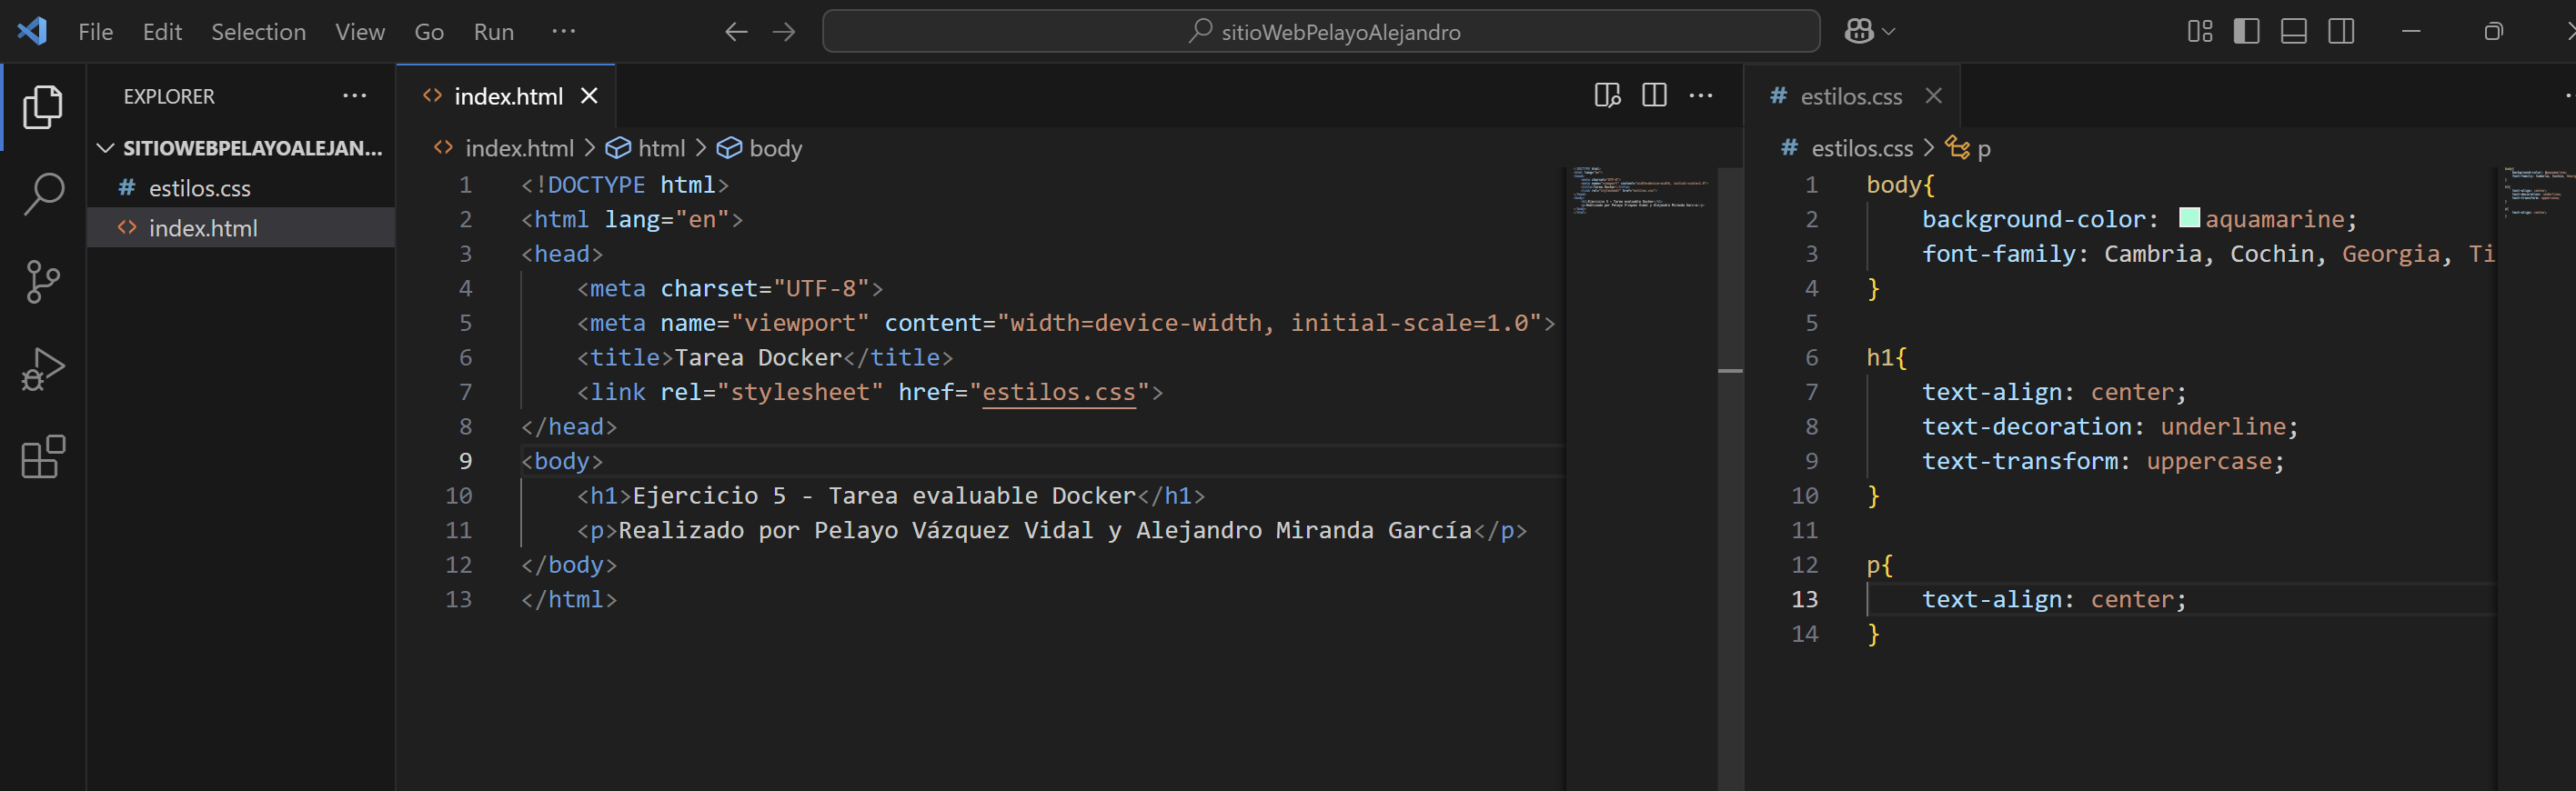 File Edit Selection View Go Run ···
sitioWebPelayoAlejandro
EXPLORER ···
SITIOWEBPELAYOALEJAN...
# estilos.css
<> index.html
<> index.html
<> index.html > html > body
1 <!DOCTYPE html>
2 <html lang="en">
3 <head>
4     <meta charset="UTF-8">
5     <meta name="viewport" content="width=device-width, initial-scale=1.0">
6     <title>Tarea Docker</title>
7     <link rel="stylesheet" href="estilos.css">
8 </head>
9 <body>
10     <h1>Ejercicio 5 - Tarea evaluable Docker</h1>
11     <p>Realizado por Pelayo Vázquez Vidal y Alejandro Miranda García</p>
12 </body>
13 </html>
# estilos.css
# estilos.css > p
1 body{
2     background-color: aquamarine;
3     font-family: Cambria, Cochin, Georgia, Ti
4 }
5
6 h1{
7     text-align: center;
8     text-decoration: underline;
9     text-transform: uppercase;
10 }
11
12 p{
13     text-align: center;
14 }